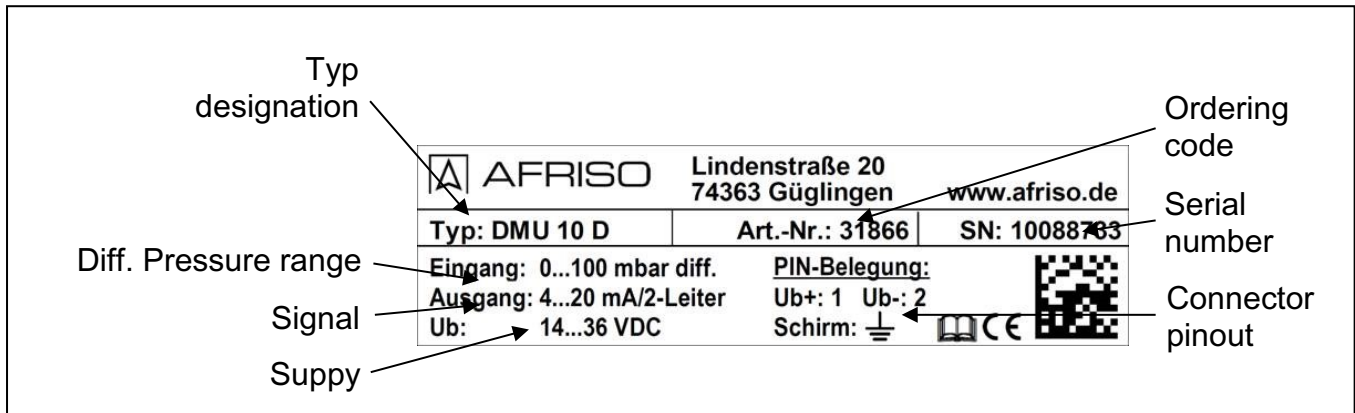 Typ
designation
Diff. Pressure range
Signal
Suppy
AFRISO
Lindenstraße 20
74363 Güglingen
www.afriso.de
Typ: DMU 10 D
Art.-Nr.: 31866
SN: 10088733
Eingang: 0...100 mbar diff.
Ausgang: 4...20 mA/2-Leiter
Ub: 14...36 VDC
PIN-Belegung:
Ub+: 1 Ub-: 2
Schirm:
CE
Ordering
code
Serial
number
Connector
pinout